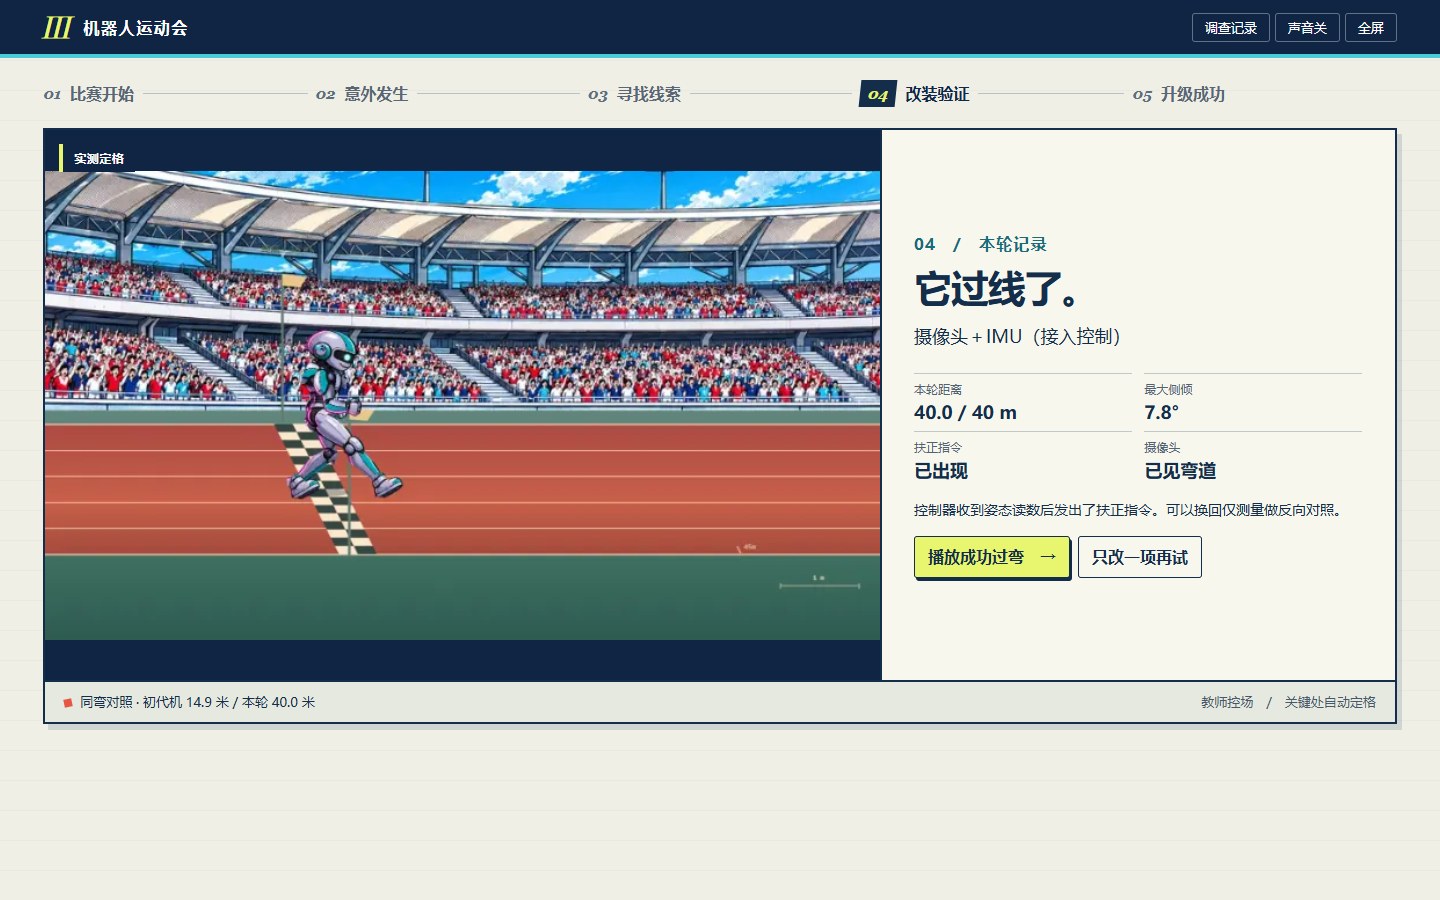 III 机器人运动会
调查记录 声音关 全屏
01 比赛开始 02 意外发生 03 寻找线索 04 改装验证 05 升级成功
实测定格
04 / 本轮记录
它过线了。
摄像头+IMU（接入控制）
本轮距离 最大侧倾
40.0 / 40 m 7.8°
扶正指令 摄像头
已出现 已见弯道
控制器收到姿态读数后发出了扶正指令。可以换回仅测量做反向对照。
播放成功过弯 → 只改一项再试
同弯对照 · 初代机 14.9 米 / 本轮 40.0 米
教师控场 / 关键处自动定格